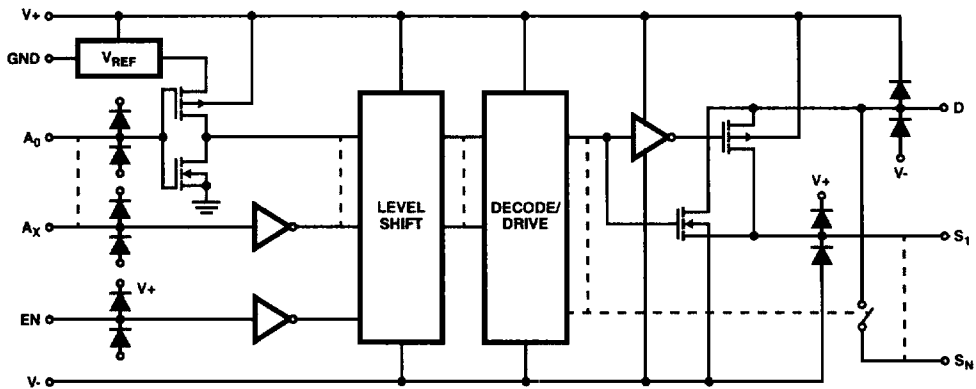 V+
GND
VREF
A0
D
V-
V+
LEVEL
SHIFT
DECODE/
DRIVE
AX
S1
V+
EN
SN
V-